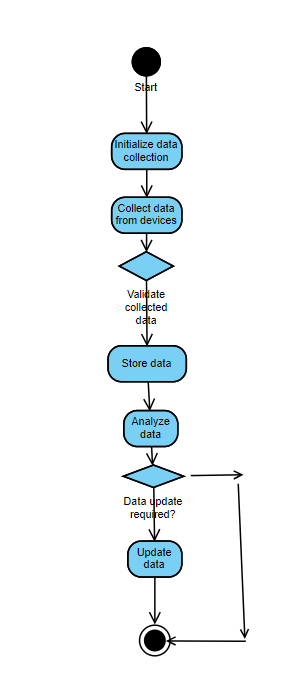 Start
Initialize data
collection
Collect data
from devices
Validate
collected
data
Store data
Analyze
data
Data update
required?
Update
data